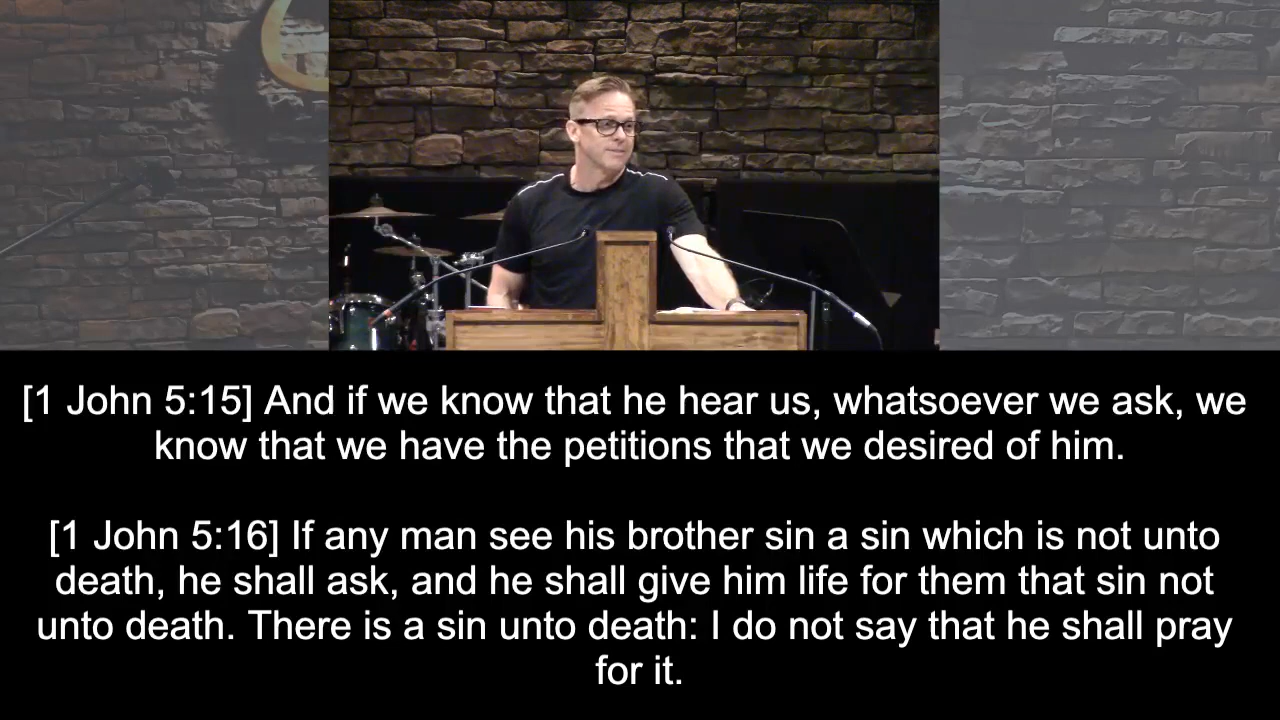 [1 John 5:15] And if we know that he hear us, whatsoever we ask, we
know that we have the petitions that we desired of him.
[1 John 5:16] If any man see his brother sin a sin which is not unto
death, he shall ask, and he shall give him life for them that sin not
unto death. There is a sin unto death: I do not say that he shall pray
for it.